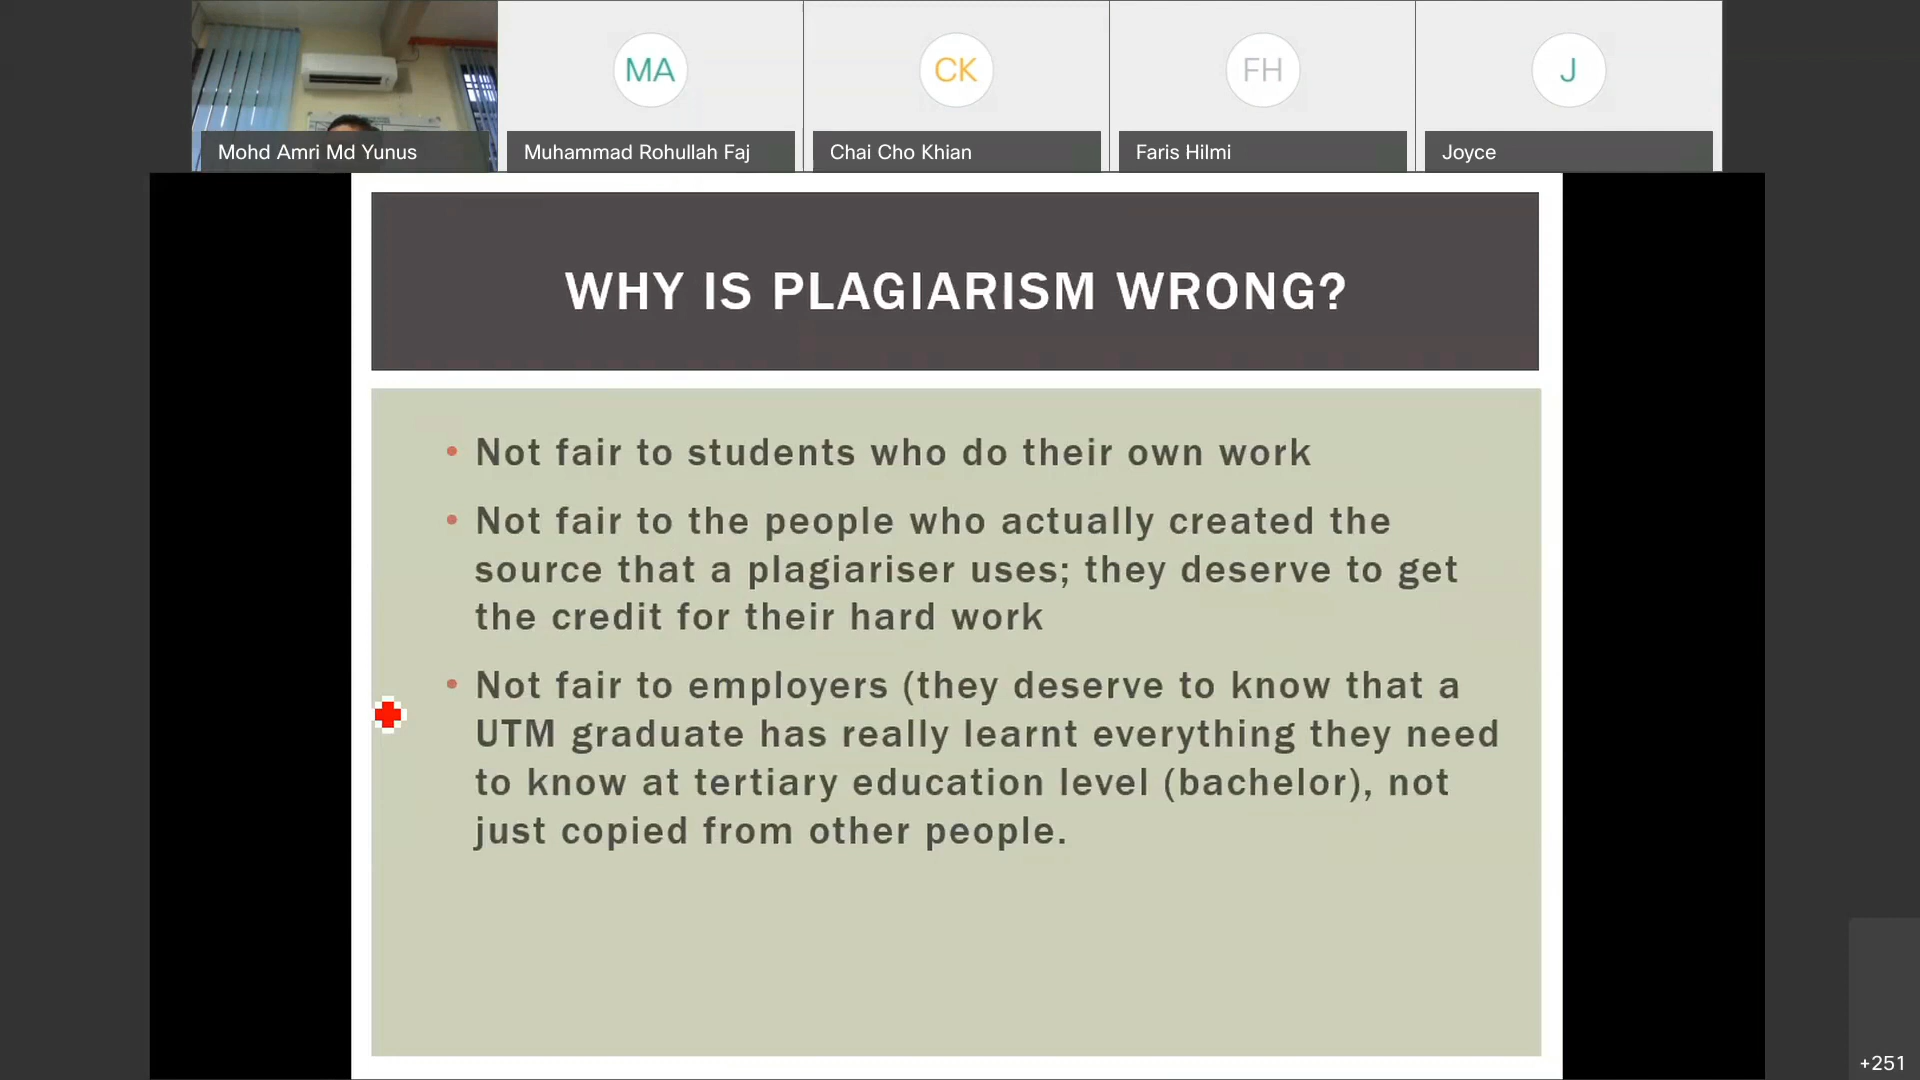 MA
CK
FH
J
Mohd Amri Md Yunus
Muhammad Rohullah Faj
Chai Cho Khian
Faris Hilmi
Joyce
WHY IS PLAGIARISM WRONG?
• Not fair to students who do their own work
• Not fair to the people who actually created the
source that a plagiariser uses; they deserve to get
the credit for their hard work
• Not fair to employers (they deserve to know that a
UTM graduate has really learnt everything they need
to know at tertiary education level (bachelor), not
just copied from other people.
+251